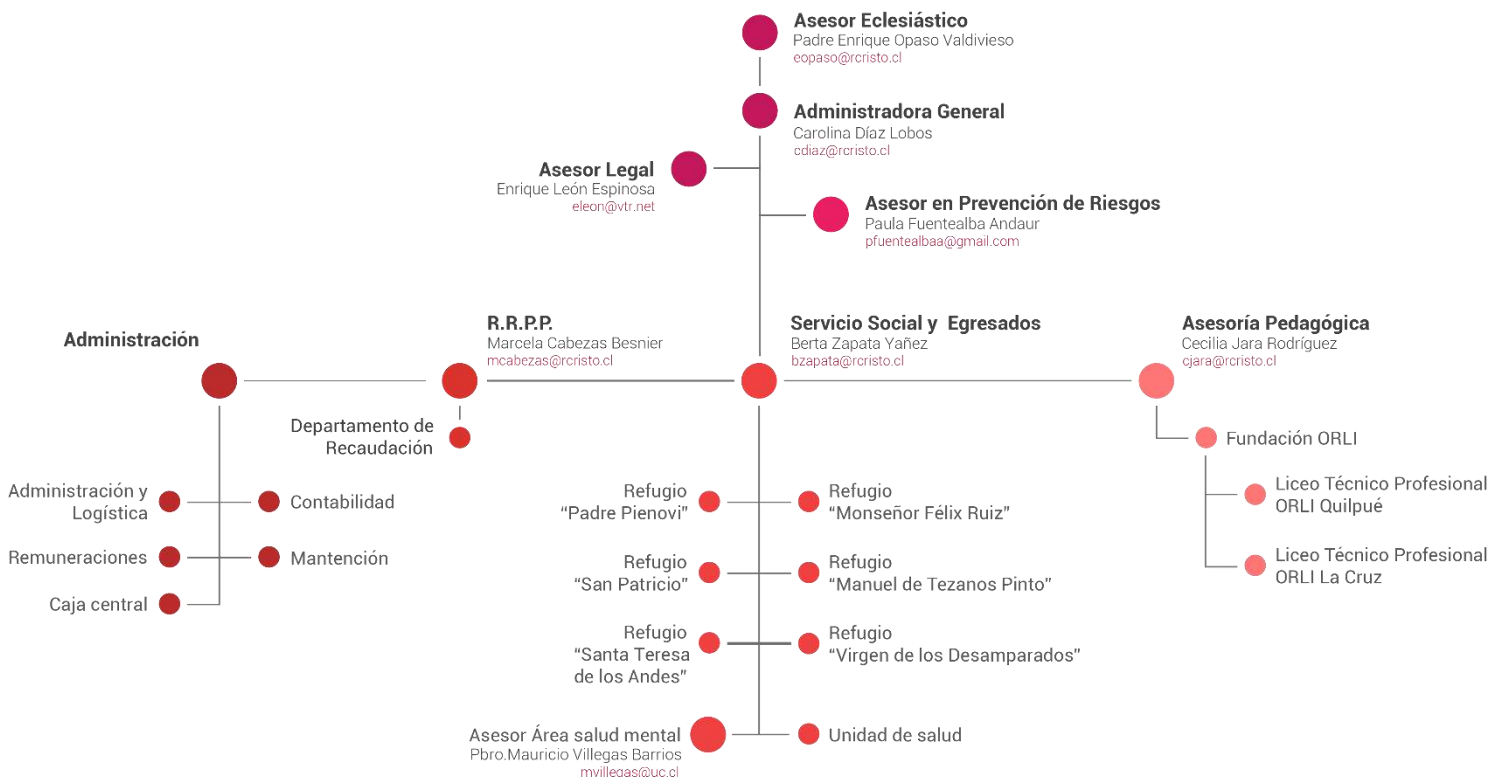 Asesor Eclesiástico
Padre Enrique Opaso Valdivieso
eopaso@rcristo.cl
Administradora General
Carolina Díaz Lobos
cdiaz@rcristo.cl
Asesor Legal
Enrique León Espinosa
eleon@vtr.net
Asesor en Prevención de Riesgos
Paula Fuentealba Andaur
pfuentealbaa@gmail.com
Administración
R.R.P.P.
Marcela Cabezas Besnier
mcabezas@rcristo.cl
Servicio Social y Egresados
Berta Zapata Yañez
bzapata@rcristo.cl
Asesoría Pedagógica
Cecilia Jara Rodríguez
cjara@rcristo.cl
Administración y
Logística
Contabilidad
Remuneraciones
Mantención
Caja central
Departamento de
Recaudación
Refugio
“Padre Pienovi”
Refugio
“Monseñor Félix Ruiz”
Refugio
“San Patricio”
Refugio
“Manuel de Tezanos Pinto”
Refugio
“Santa Teresa
de los Andes”
Refugio
“Virgen de los Desamparados”
Asesor Área salud mental
Pbro.Mauricio Villegas Barrios
mvillegas@uc.cl
Unidad de salud
Fundación ORLI
Liceo Técnico Profesional
ORLI Quilpué
Liceo Técnico Profesional
ORLI La Cruz